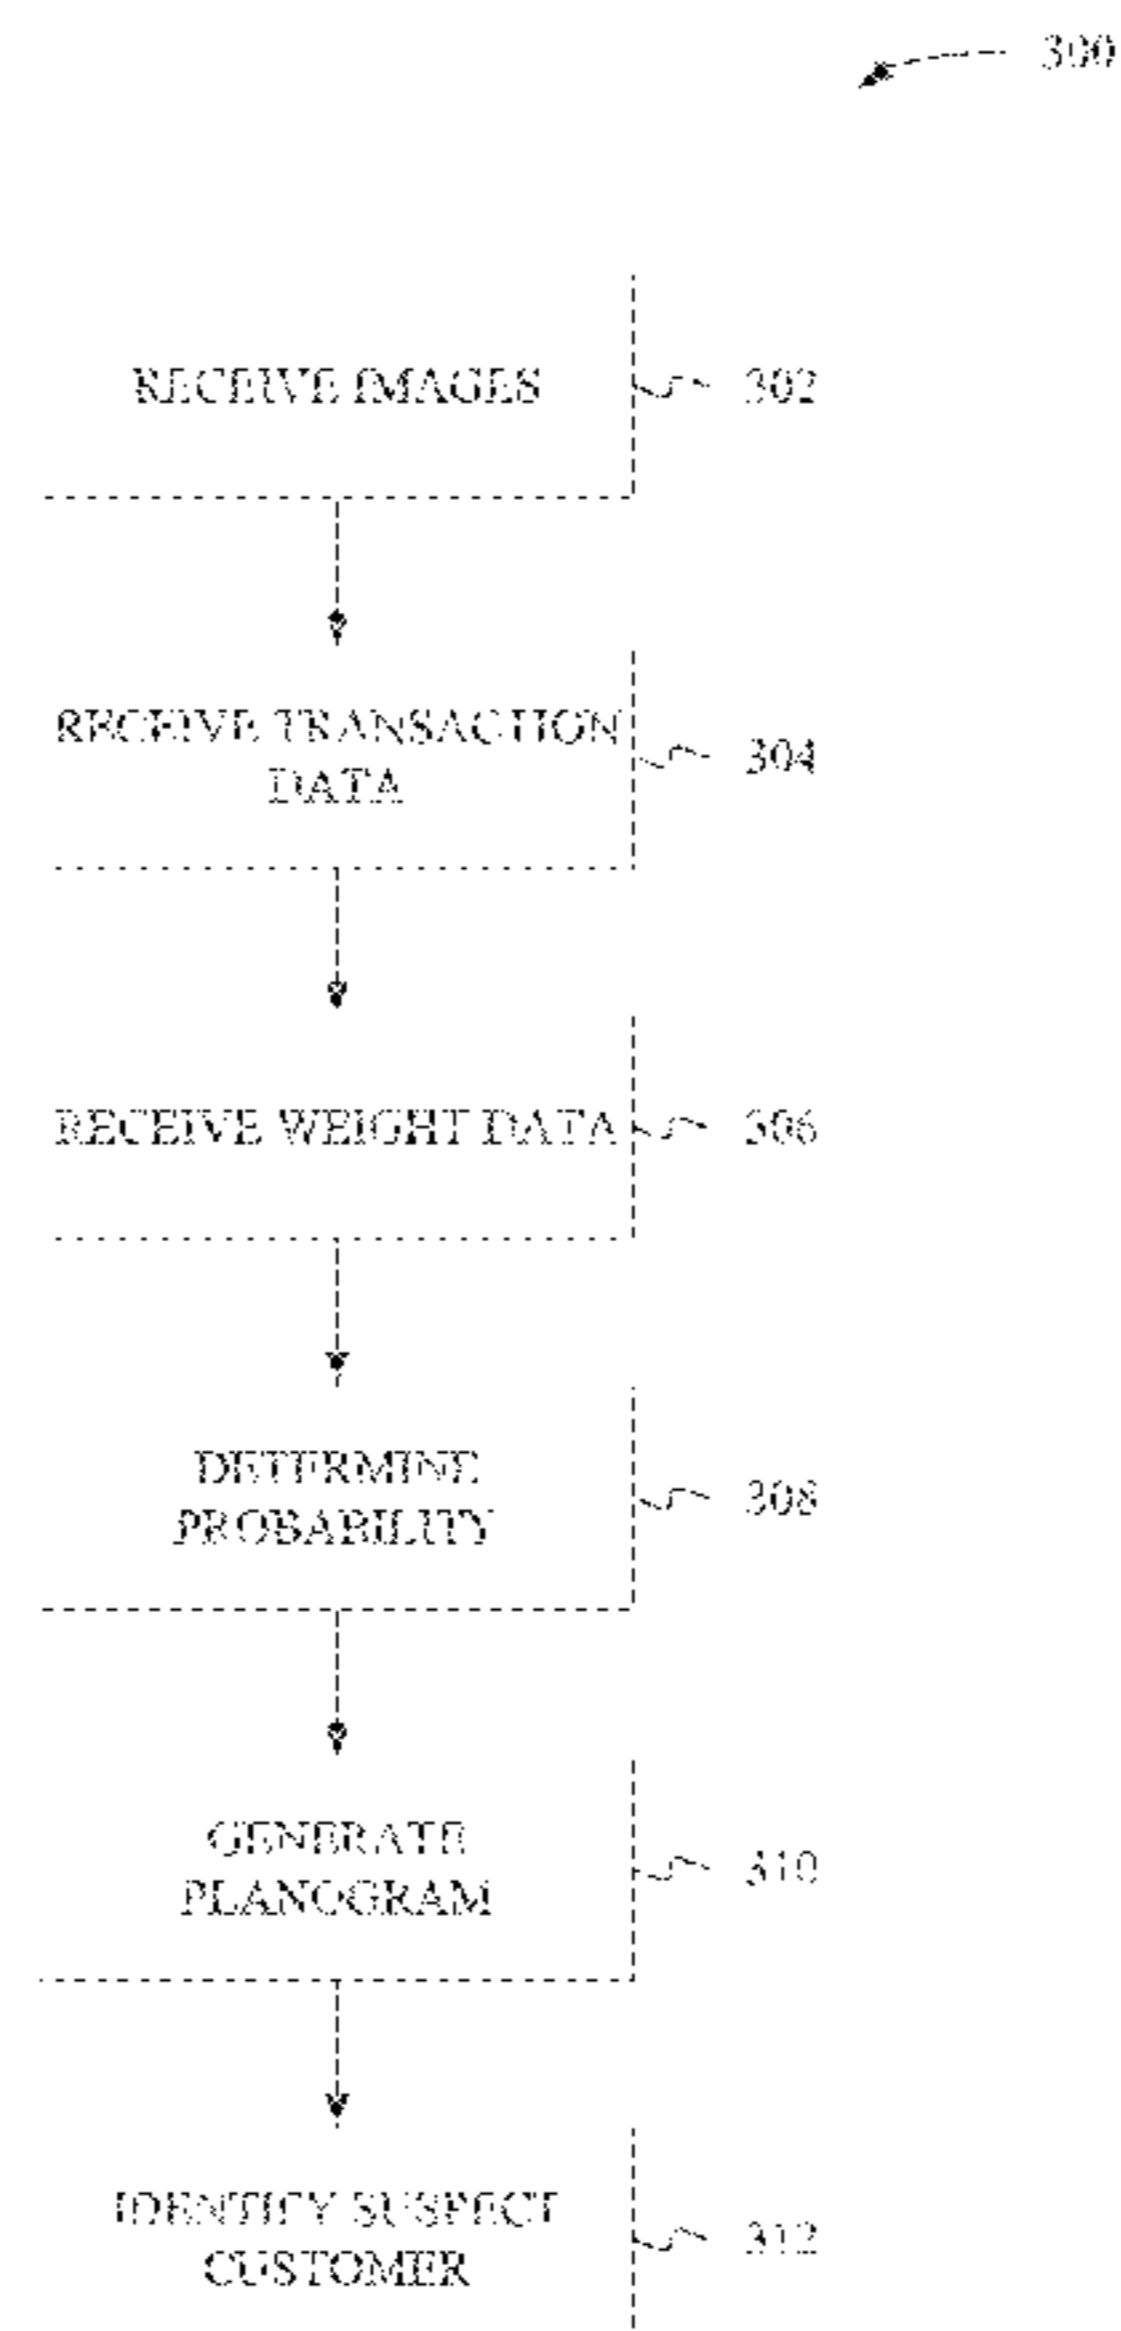 300
RECEIVE IMAGES
302
RECEIVE TRANSACTION
DATA
304
RECEIVE WEIGHT DATA
306
DETERMINE
PROBABILITY
308
GENERATE
PLANOGRAM
310
IDENTIFY SUSPECT
CUSTOMER
312